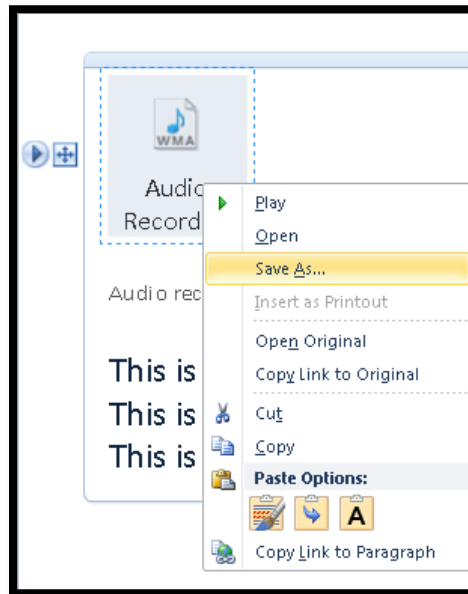 WMA
Audio
Record
Play
Open
Save As...
Audio rec
Insert as Printout
Open Original
This is
Copy Link to Original
This is
Cut
Copy
This is
Paste Options:
A
Copy Link to Paragraph